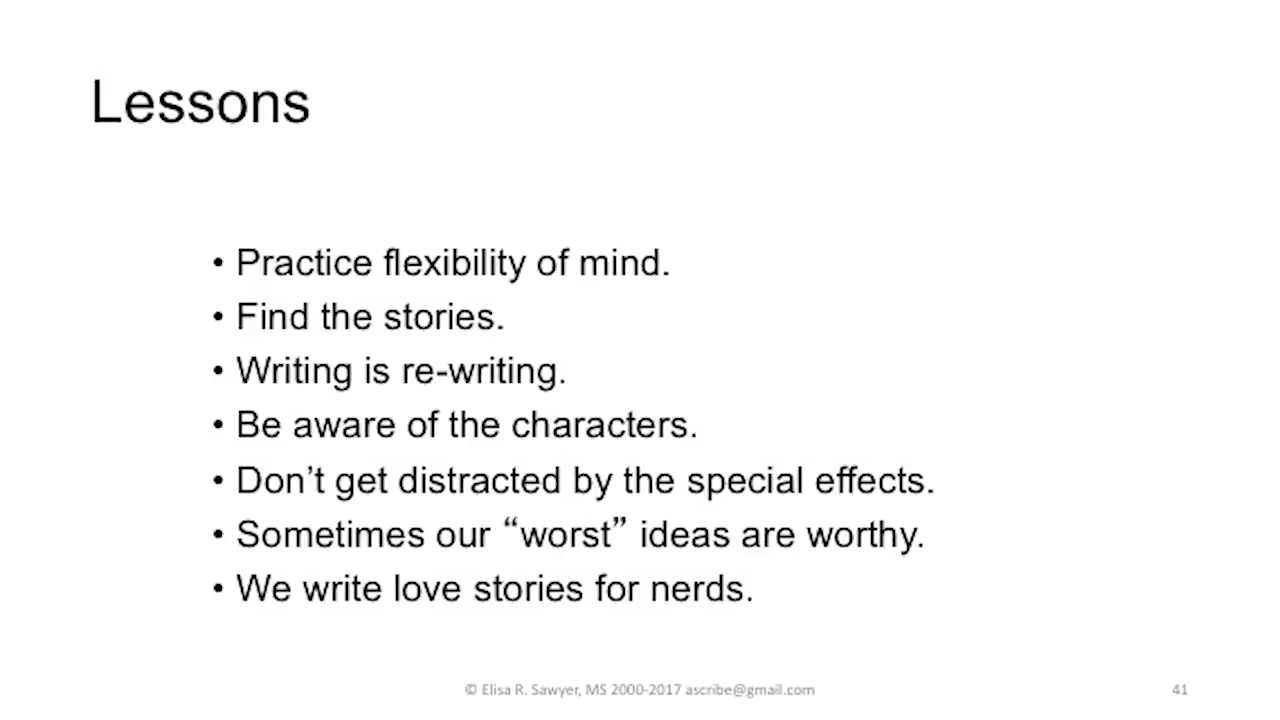 Lessons
• Practice flexibility of mind.
• Find the stories.
• Writing is re-writing.
• Be aware of the characters.
• Don’t get distracted by the special effects.
• Sometimes our “worst” ideas are worthy.
• We write love stories for nerds.
© Elisa R. Sawyer, MS 2000-2017 ascribe@gmail.com
41